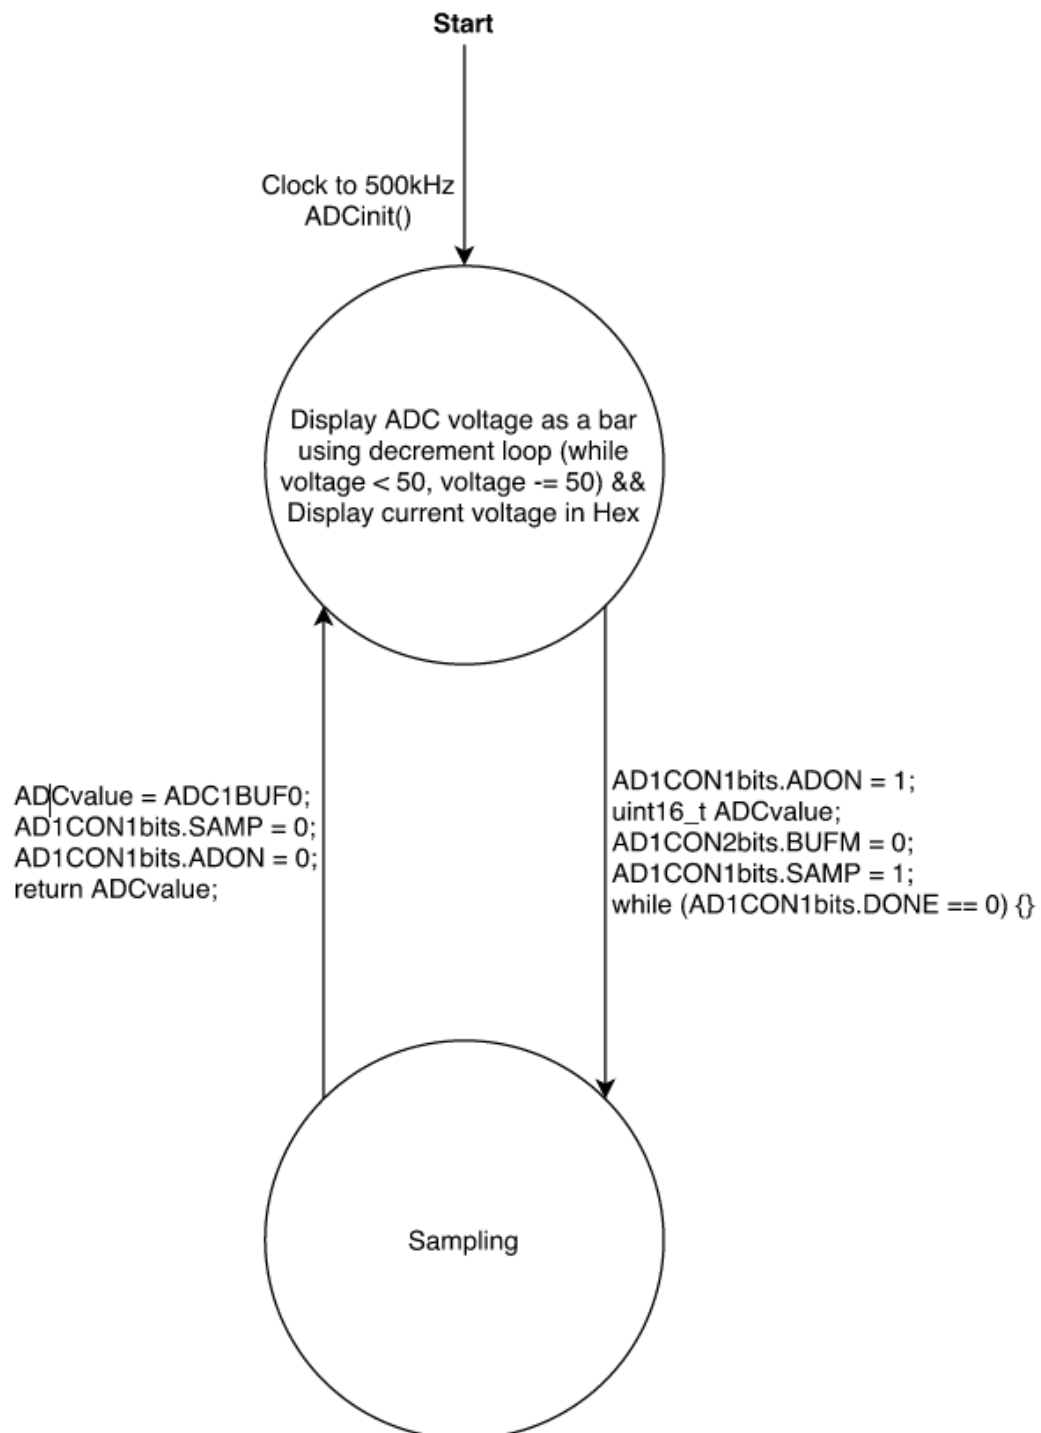 Start
Clock to 500kHz
ADCinit()
Display ADC voltage as a bar
using decrement loop (while
voltage < 50, voltage -= 50) &&
Display current voltage in Hex
ADCvalue = ADC1BUF0;
AD1CON1bits.SAMP = 0;
AD1CON1bits.ADON = 0;
return ADCvalue;
AD1CON1bits.ADON = 1;
uint16_t ADCvalue;
AD1CON2bits.BUFM = 0;
AD1CON1bits.SAMP = 1;
while (AD1CON1bits.DONE == 0) {}
Sampling